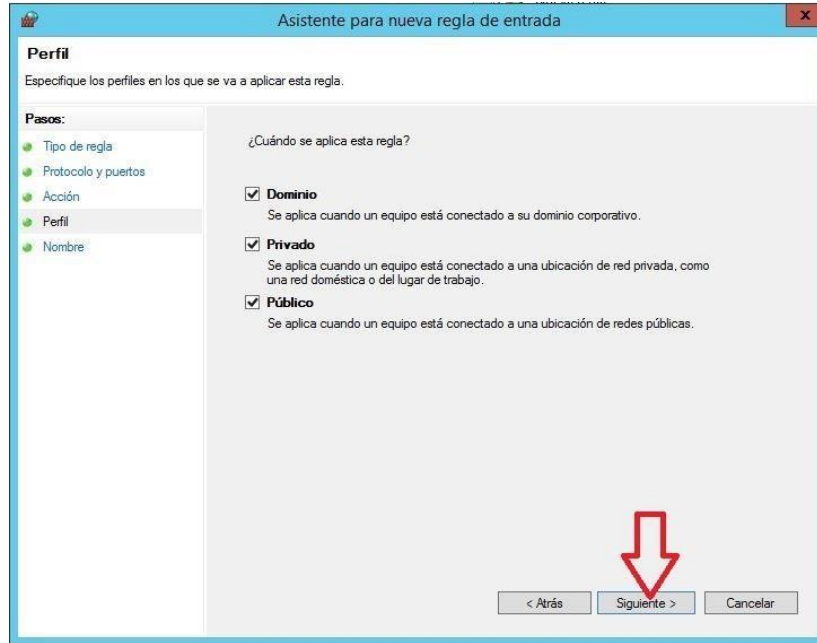 Asistente para nueva regla de entrada
x
Perfil
Especifique los perfiles en los que se va a aplicar esta regla.
Pasos:
Tipo de regla
Protocolo y puertos
Acción
Perfil
Nombre
¿Cuándo se aplica esta regla?
Dominio
Se aplica cuando un equipo está conectado a su dominio corporativo.
Privado
Se aplica cuando un equipo está conectado a una ubicación de red privada, como
una red doméstica o del lugar de trabajo.
Público
Se aplica cuando un equipo está conectado a una ubicación de redes públicas.
< Atrás
Siguiente >
Cancelar